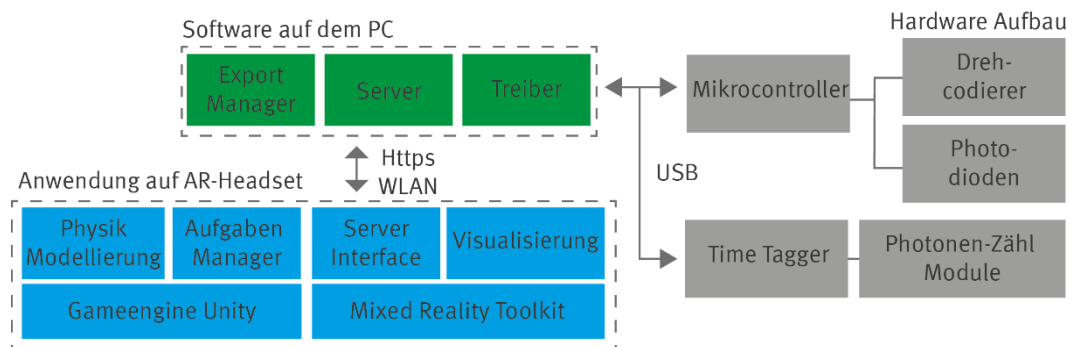 Software auf dem PC
Export
Manager
Server
Treiber
Hardware Aufbau
Mikrocontroller
Dreh-
codierer
Photo-
dioden
USB
Time Tagger
Photonen-Zähl
Module
Https
WLAN
Anwendung auf AR-Headset
Physik
Modellierung
Aufgaben
Manager
Server
Interface
Visualisierung
Gameengine Unity
Mixed Reality Toolkit